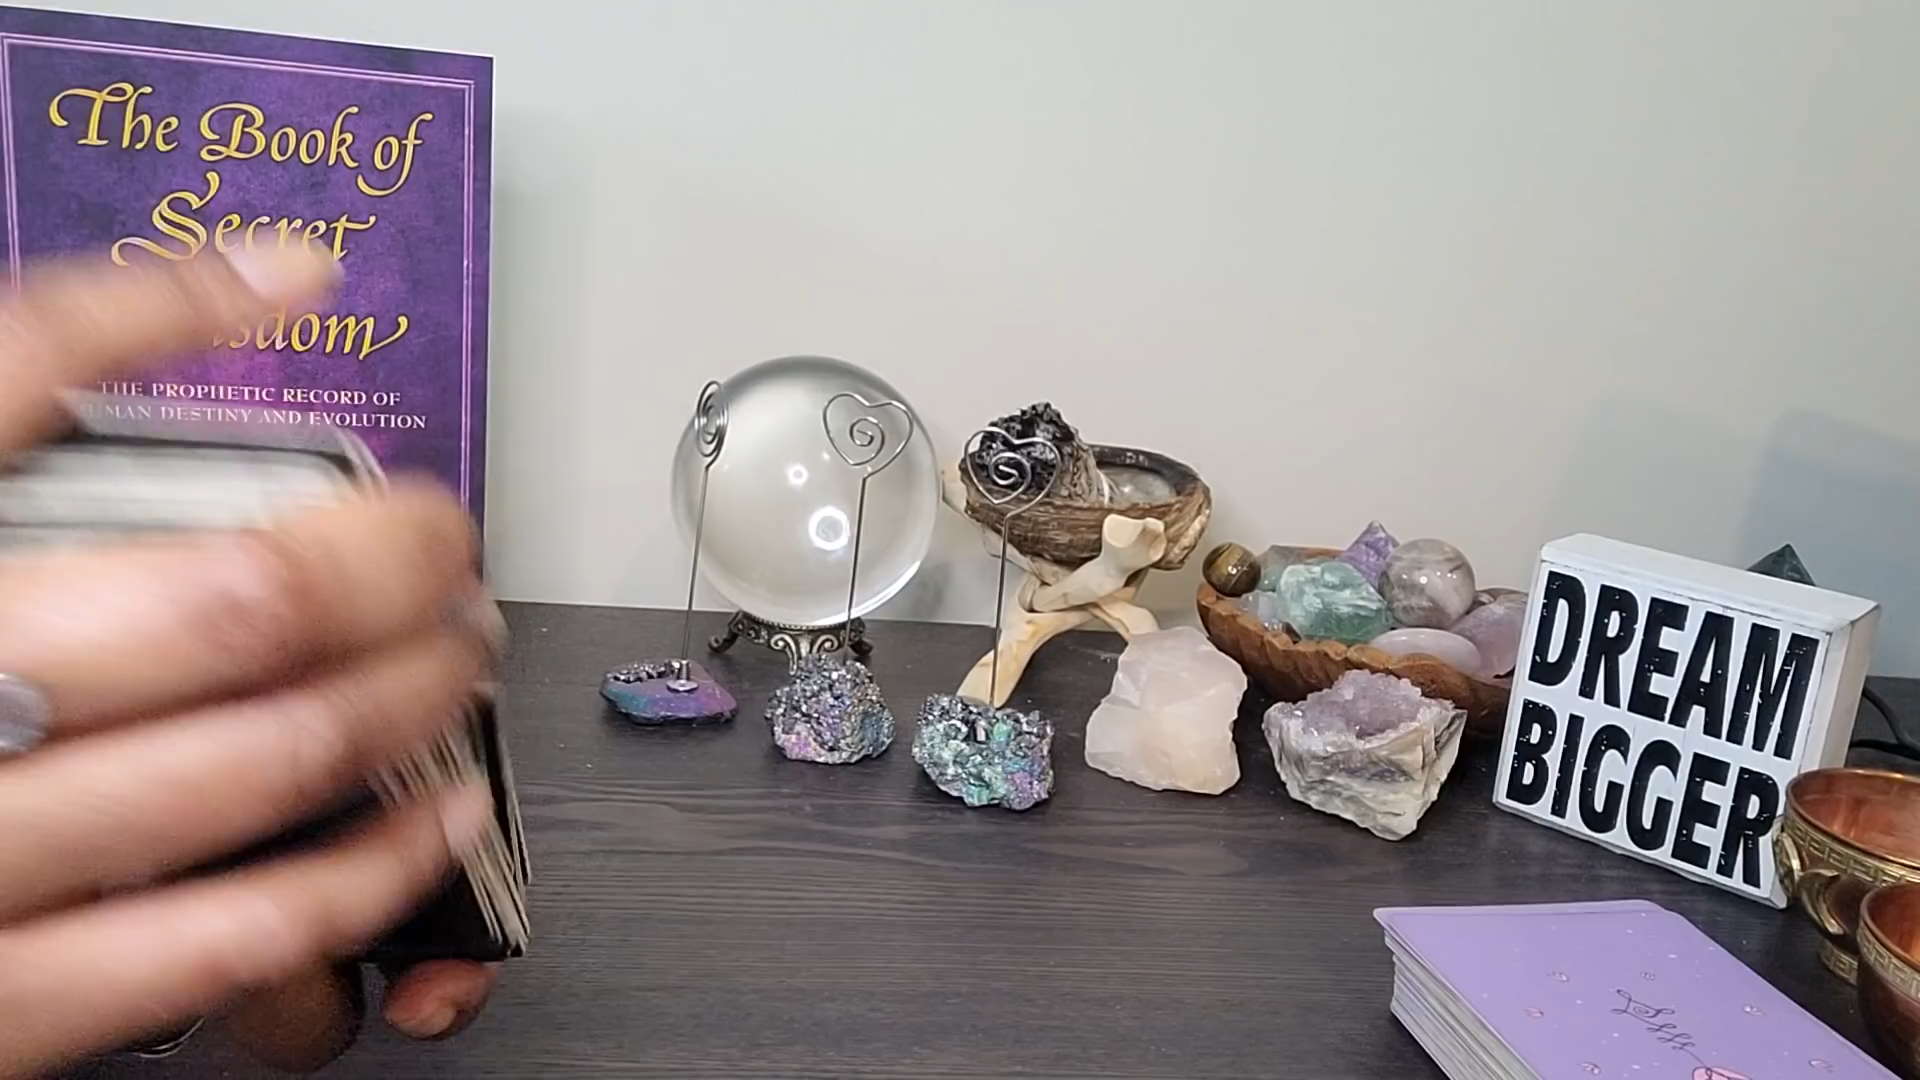 The Book of
Secret
THE PROPHETIC RECORD OF
DESTINY AND EVOLUTION
DREAM
BIGGER